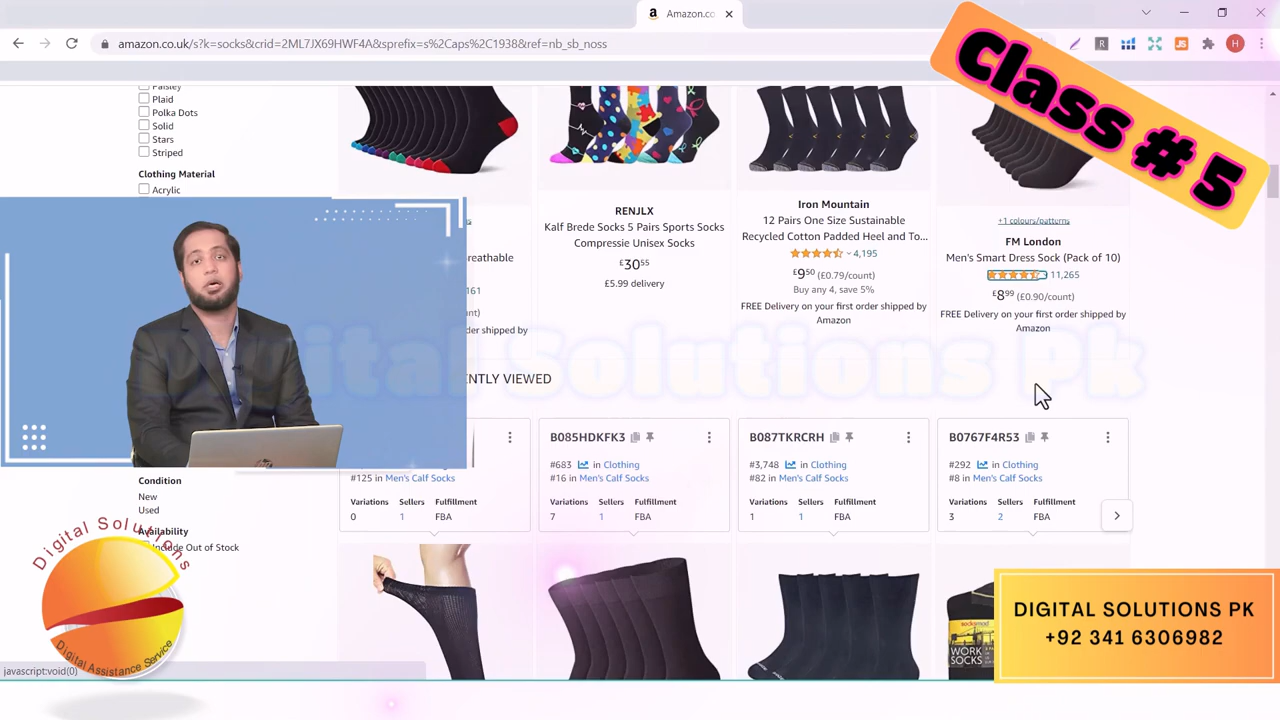 Amazon.co
amazon.co.uk/s?k=socks&crid=2ML7JX69HWF4A&sprefix=%2Caps%2C193&ref=nb_sb_noss
Class # 5
Paisley
Plaid
Polka Dots
Solid
Stars
Striped
Clothing Material
Acrylic
RENJLX
Kalf Brede Socks 5 Pairs Sports Socks
Compressie Unisex Socks
£30 55
£5.99 delivery
Iron Mountain
12 Pairs One Size Sustainable
Recycled Cotton Padded Heel and To...
4,195
£9 50 (£0.79/count)
Buy any 4, save 5%
FREE Delivery on your first order shipped by
Amazon
+1 colours/patterns
FM London
Men's Smart Dress Sock (Pack of 10)
11,265
£8 99 (£0.90/count)
FREE Delivery on your first order shipped by
Amazon
161
order shipped by
Digital Solutions Pk
ENTLY VIEWED
#125 in Men's Calf Socks
Variations Sellers Fulfillment
0 1 FBA
B085HDKFK3
#683 in Clothing
#16 in Men's Calf Socks
Variations Sellers Fulfillment
7 1 FBA
B087TKRCRH
#3,748 in Clothing
#82 in Men's Calf Socks
Variations Sellers Fulfillment
1 1 FBA
B0767F4R53
#292 in Clothing
#8 in Men's Calf Socks
Variations Sellers Fulfillment
3 2 FBA
Condition
New
Used
Availability
Include Out of Stock
Digital Solutions
Digital Assistance Service
WORK
SOCKS
DIGITAL SOLUTIONS PK
+92 341 6306982
javascript:void(0)